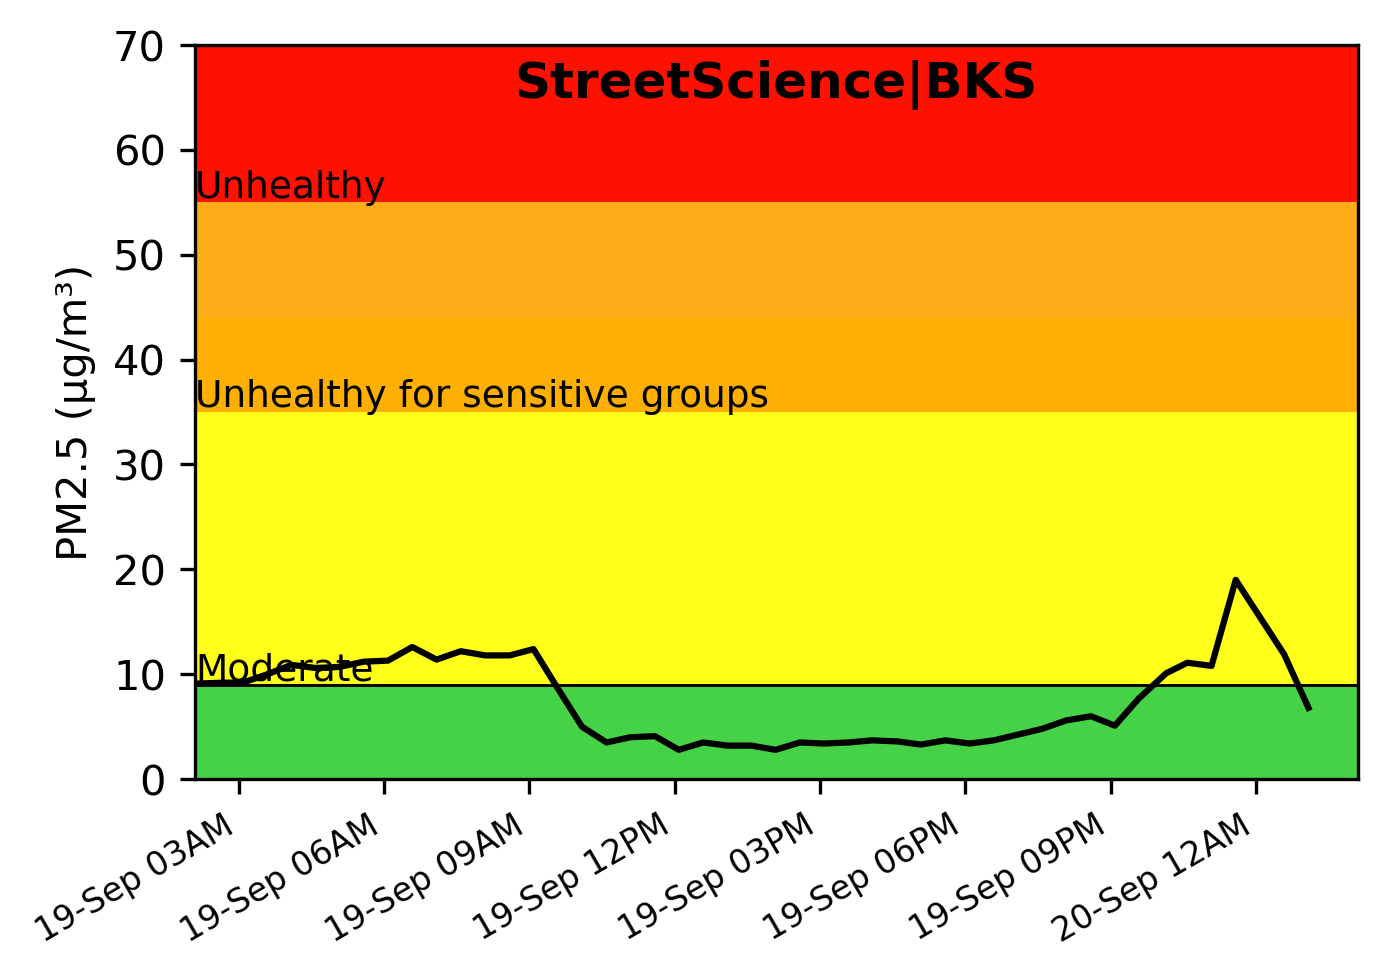 StreetScience|BKS
PM2.5 (µg/m³)
70
60
50
40
30
20
10
0
Unhealthy
Unhealthy for sensitive groups
Moderate
19-Sep 03AM
19-Sep 06AM
19-Sep 09AM
19-Sep 12PM
19-Sep 03PM
19-Sep 06PM
19-Sep 09PM
20-Sep 12AM